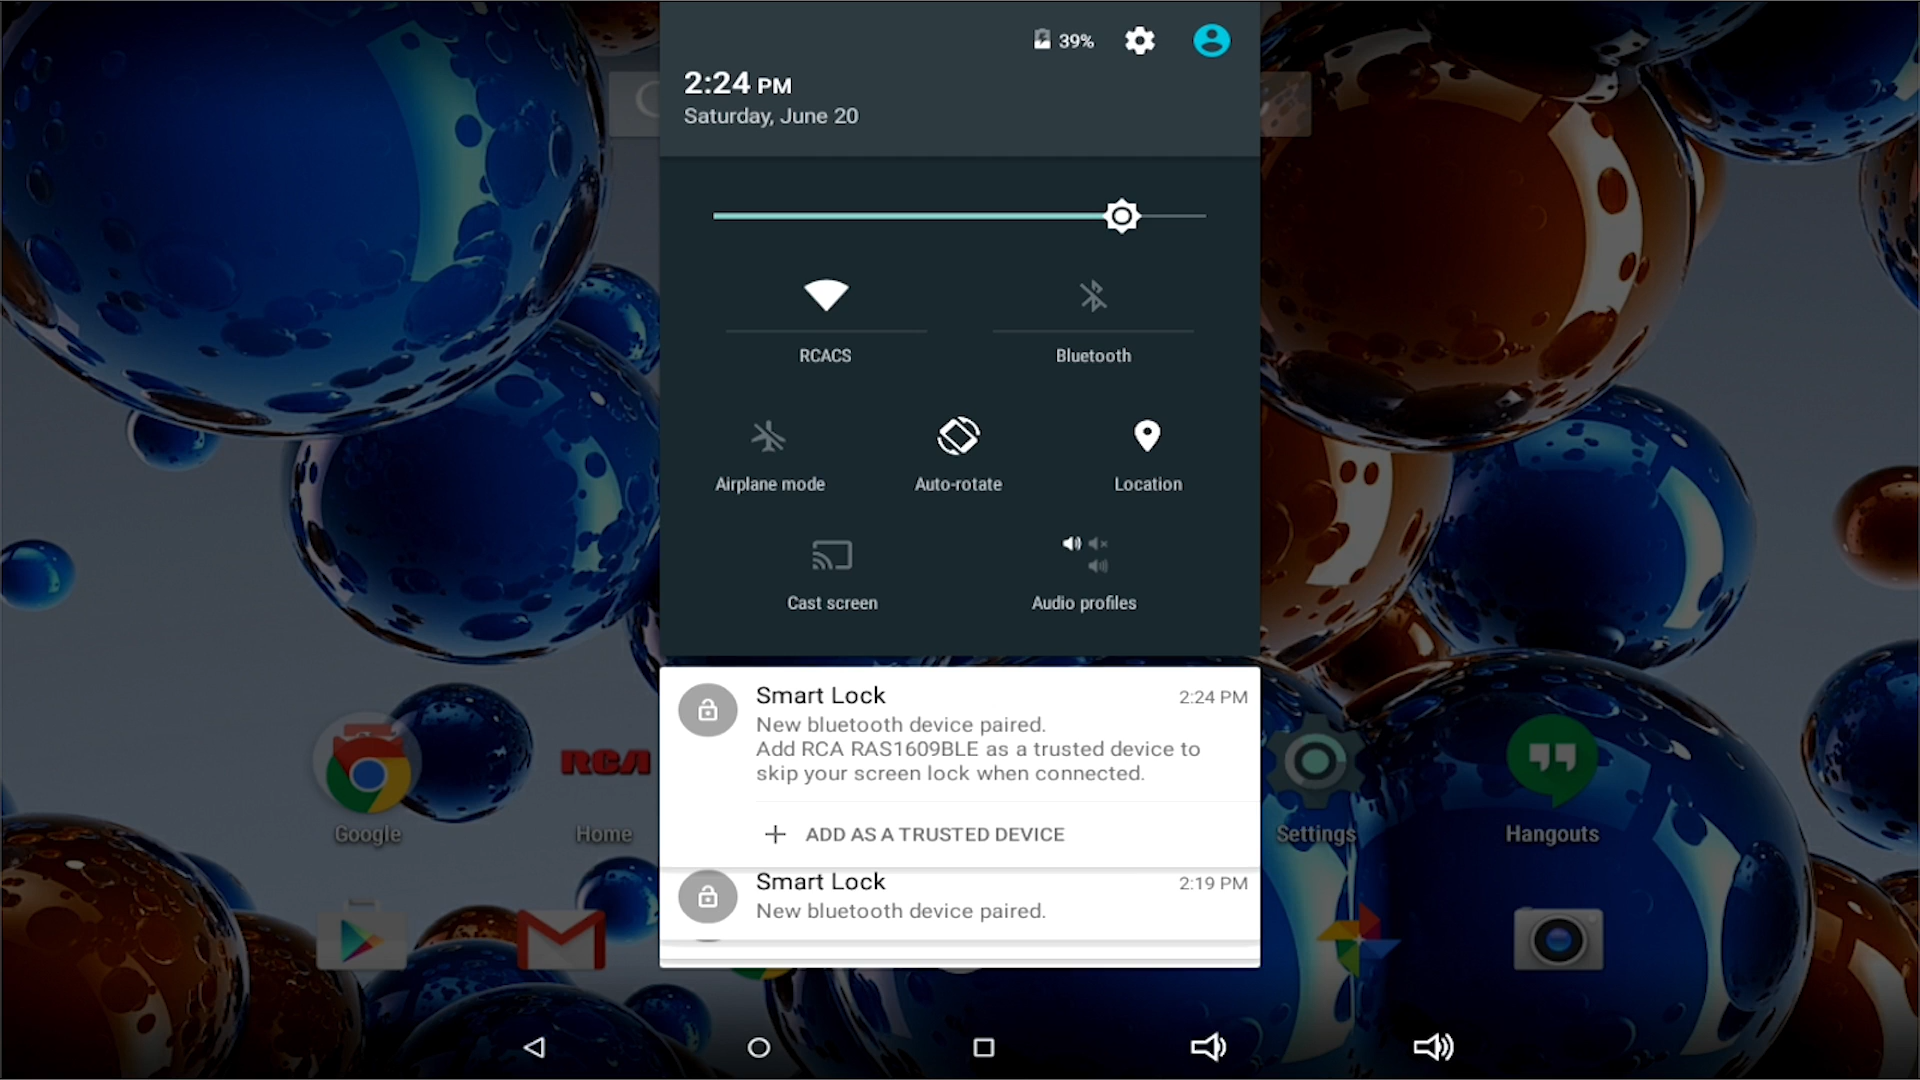 39%
2:24 PM
Saturday, June 20
RCACS
Bluetooth
Airplane mode
Auto-rotate
Location
Cast screen
Audio profiles
Smart Lock
2:24 PM
New bluetooth device paired.
Add RCA RAS1609BLE as a trusted device to
skip your screen lock when connected.
ADD AS A TRUSTED DEVICE
Smart Lock
2:19 PM
New bluetooth device paired.
RCA
Google
Home
Settings
Hangouts